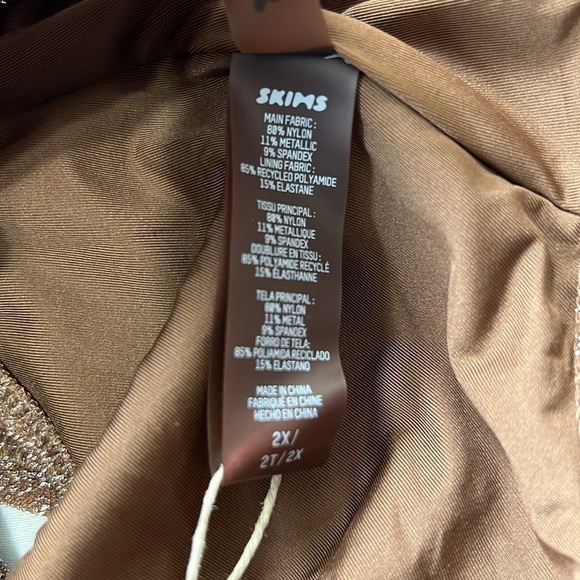 SKIMS
MAIN FABRIC :
80% NYLON
11% METALLIC
9% SPANDEX
LINING FABRIC :
85% RECYCLED POLYAMIDE
15% ELASTANE
TISSU PRINCIPAL :
80% NYLON
11% METALLIQUE
9% SPANDEX
DOUBLURE EN TISSU :
85% POLYAMIDE RECYCLÉ
15% ÉLASTHANNE
TELA PRINCIPAL :
80% NYLON
11% METAL
9% SPANDEX
FORRO DE TELA:
85% POLIAMIDA RECICLADO
15% ELASTANO
MADE IN CHINA
FABRIQUÉ EN CHINE
HECHO EN CHINA
2X/
2T/2X